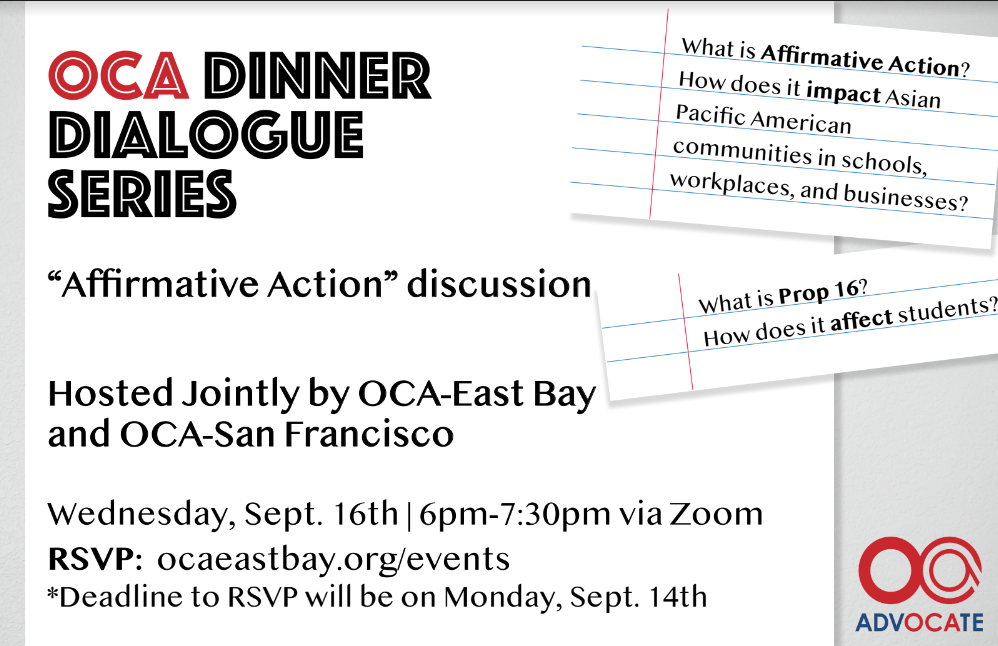 OCA DINNER
DIALOGUE
SERIES
“Affirmative Action” discussion
Hosted Jointly by OCA-East Bay
and OCA-San Francisco
Wednesday, Sept. 16th | 6pm-7:30pm via Zoom
RSVP: ocaeastbay.org/events
*Deadline to RSVP will be on Monday, Sept. 14th
What is Affirmative Action?
How does it impact Asian
Pacific American
communities in schools,
workplaces, and businesses?
What is Prop 16?
How does it affect students?
OCA
ADVOCATE